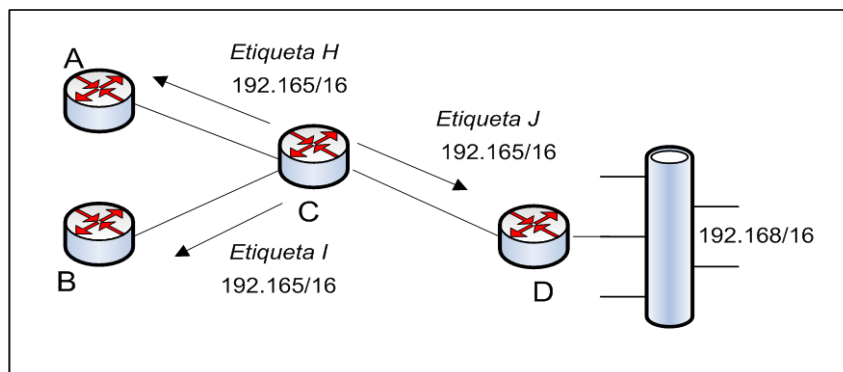 A
Etiqueta H
192.165/16
Etiqueta J
192.165/16
C
B
Etiqueta I
192.165/16
D
192.168/16